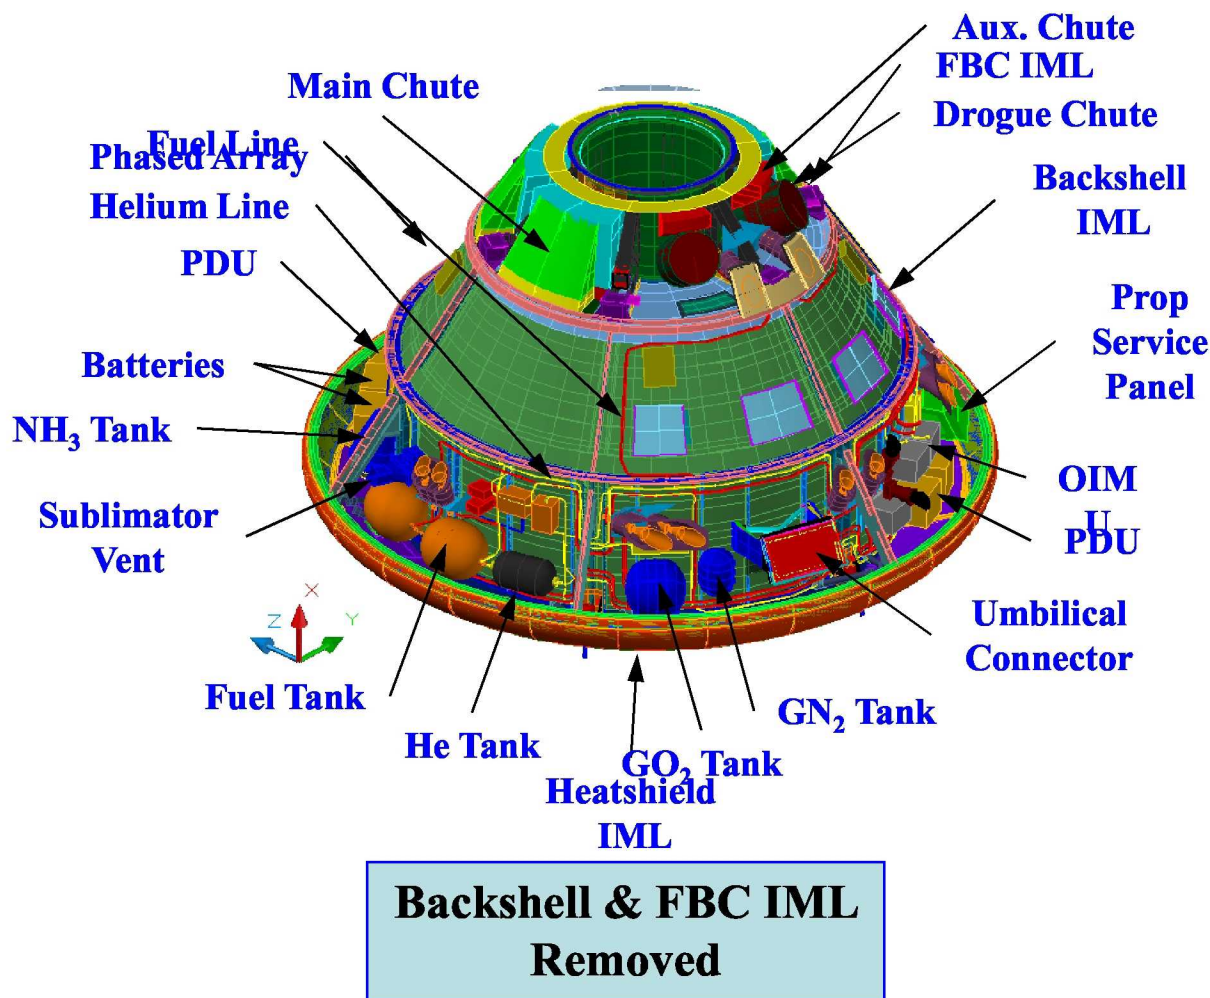 Aux. Chute
FBC IML
Main Chute
Drogue Chute
Fuel Line
Phased Array
Backshell
IML
Helium Line
PDU
Prop
Service
Panel
Batteries
NH₃ Tank
OIM
U
Sublimator
Vent
PDU
X
Z
Y
Umbilical
Connector
Fuel Tank
GN₂ Tank
He Tank
GO₂ Tank
Heatshield
IML
Backshell & FBC IML
Removed